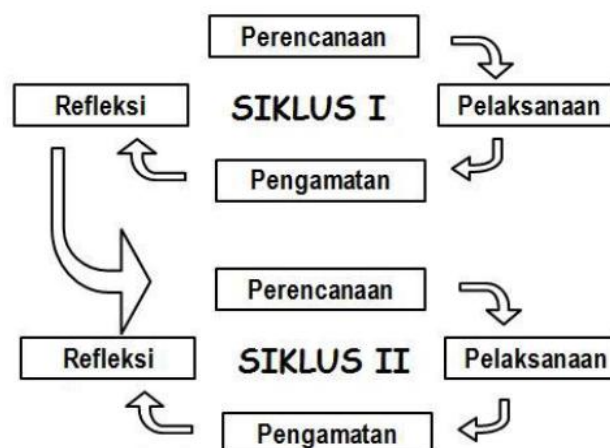 Perencanaan
Refleksi SIKLUS I Pelaksanaan
Pengamatan
Perencanaan
Refleksi SIKLUS II Pelaksanaan
Pengamatan